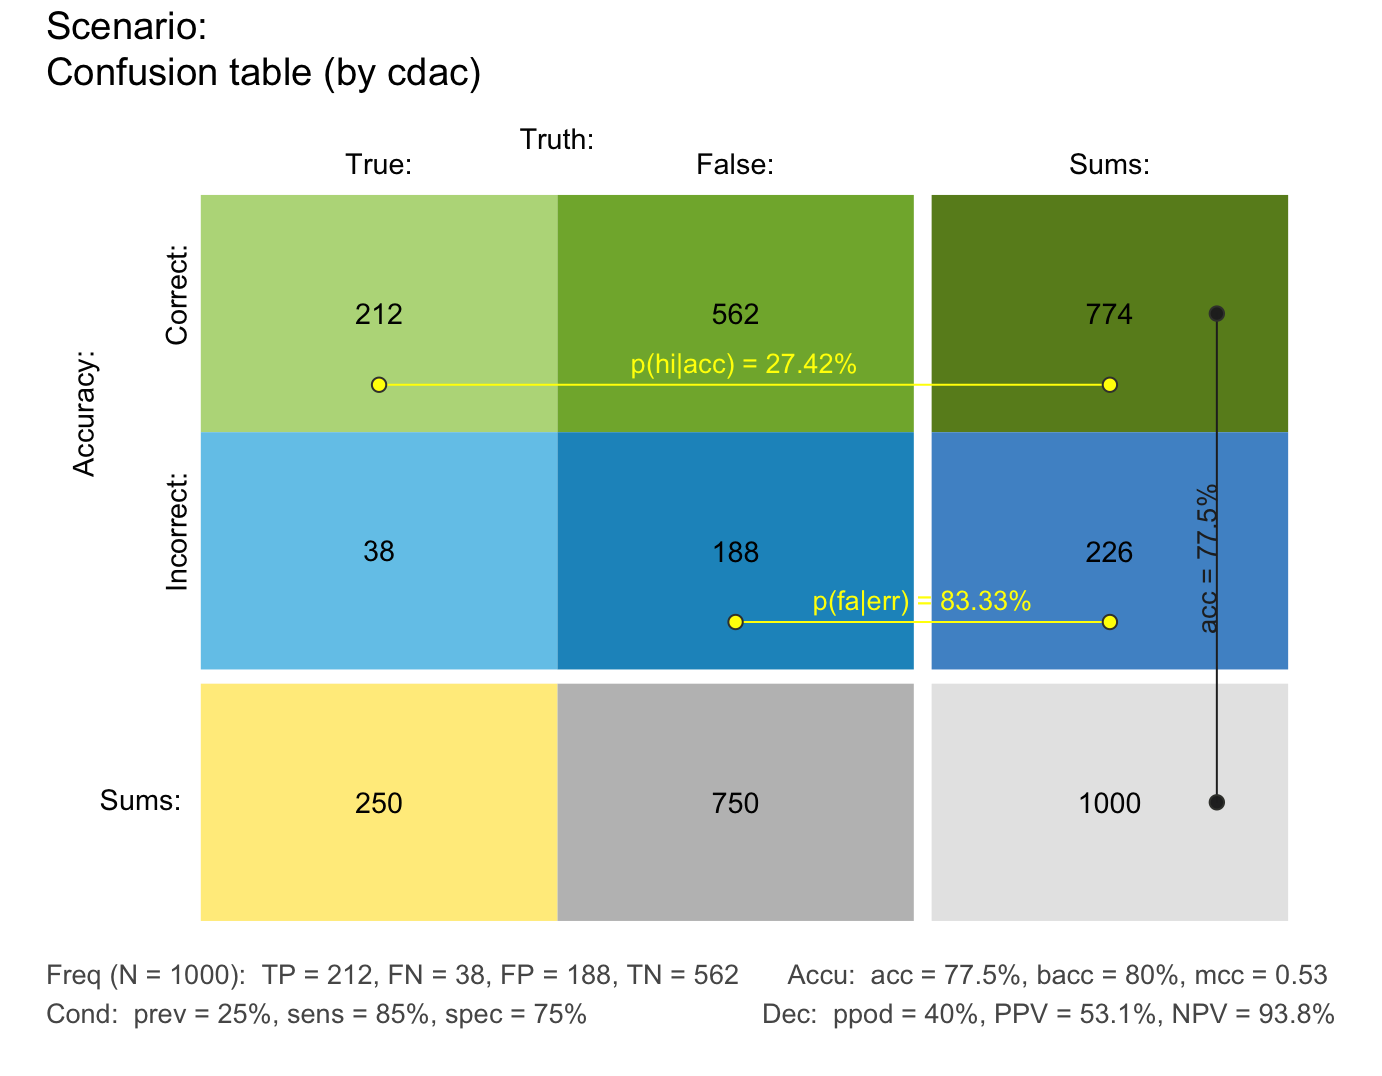 Scenario:
Confusion table (by cdac)
Truth:
True:
False:
Sums:
Accuracy:
Correct:
212
562
774
p(hi|acc) = 27.42%
Incorrect:
38
188
226
p(fa|err) = 83.33%
acc = 77.5%
Sums:
250
750
1000
Freq (N = 1000):  TP = 212, FN = 38, FP = 188, TN = 562
Accu:  acc = 77.5%, bacc = 80%, mcc = 0.53
Cond:  prev = 25%, sens = 85%, spec = 75%
Dec:  ppod = 40%, PPV = 53.1%, NPV = 93.8%